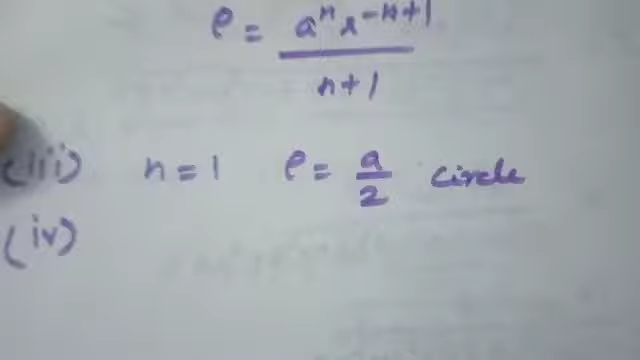 ρ = aⁿ r⁻ⁿ⁺¹ / n+1
(iii) n = 1 ρ = a/2 circle
(iv)